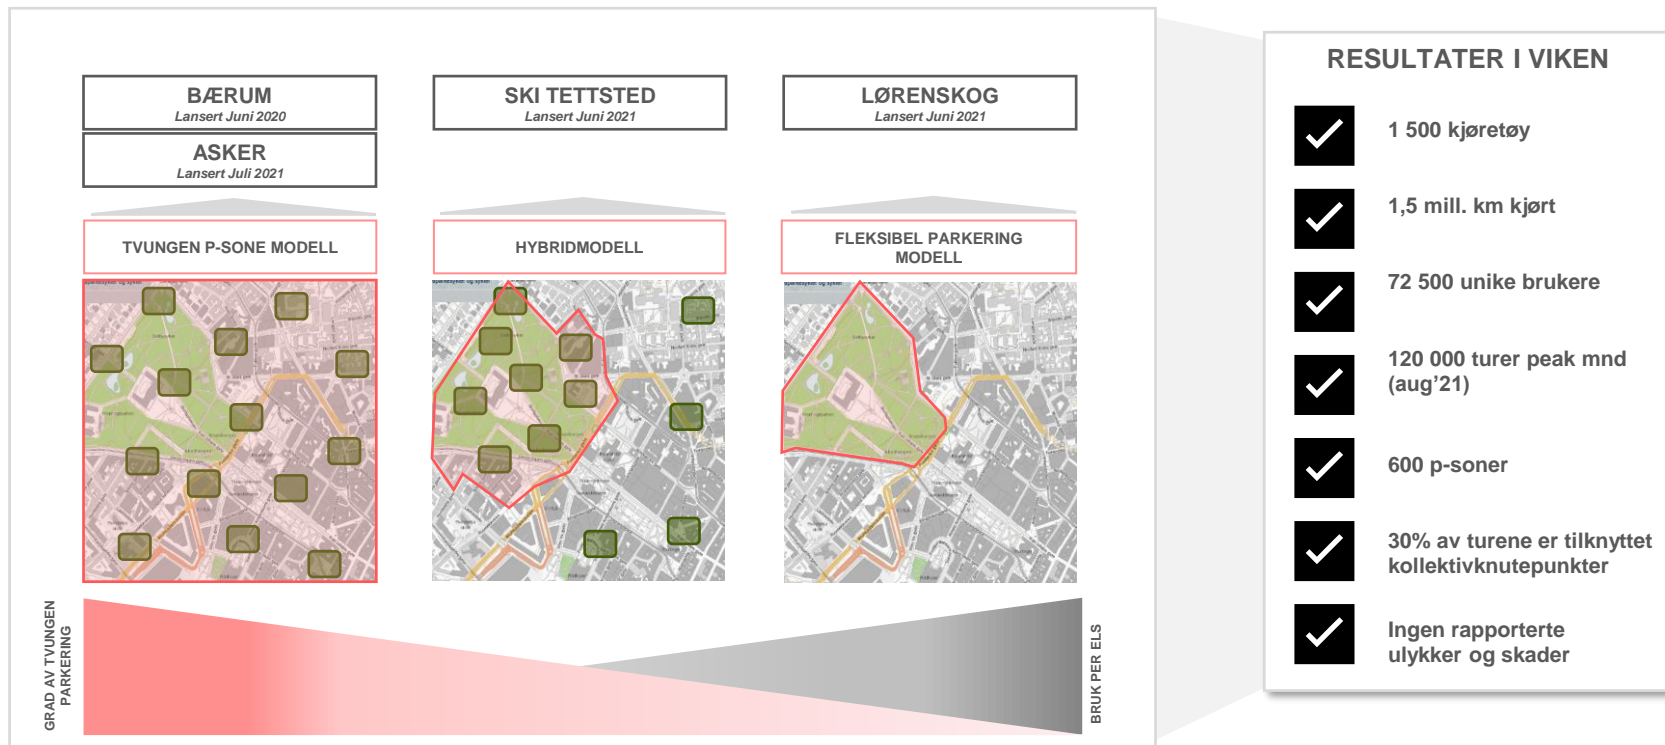 BÆRUM
Lansert Juni 2020
ASKER
Lansert Juli 2021
TVUNGEN P-SONE MODELL
SKI TETTSTED
Lansert Juni 2021
HYBRIDMODELL
LØRENSKOG
Lansert Juni 2021
FLEKSIBEL PARKERING
MODELL
GRAD AV TVUNGEN
PARKERING
BRUK PER ELS
RESULTATER I VIKEN
1 500 kjøretøy
1,5 mill. km kjørt
72 500 unike brukere
120 000 turer peak mnd
(aug’21)
600 p-soner
30% av turene er tilknyttet
kollektivknutepunkter
Ingen rapporterte
ulykker og skader